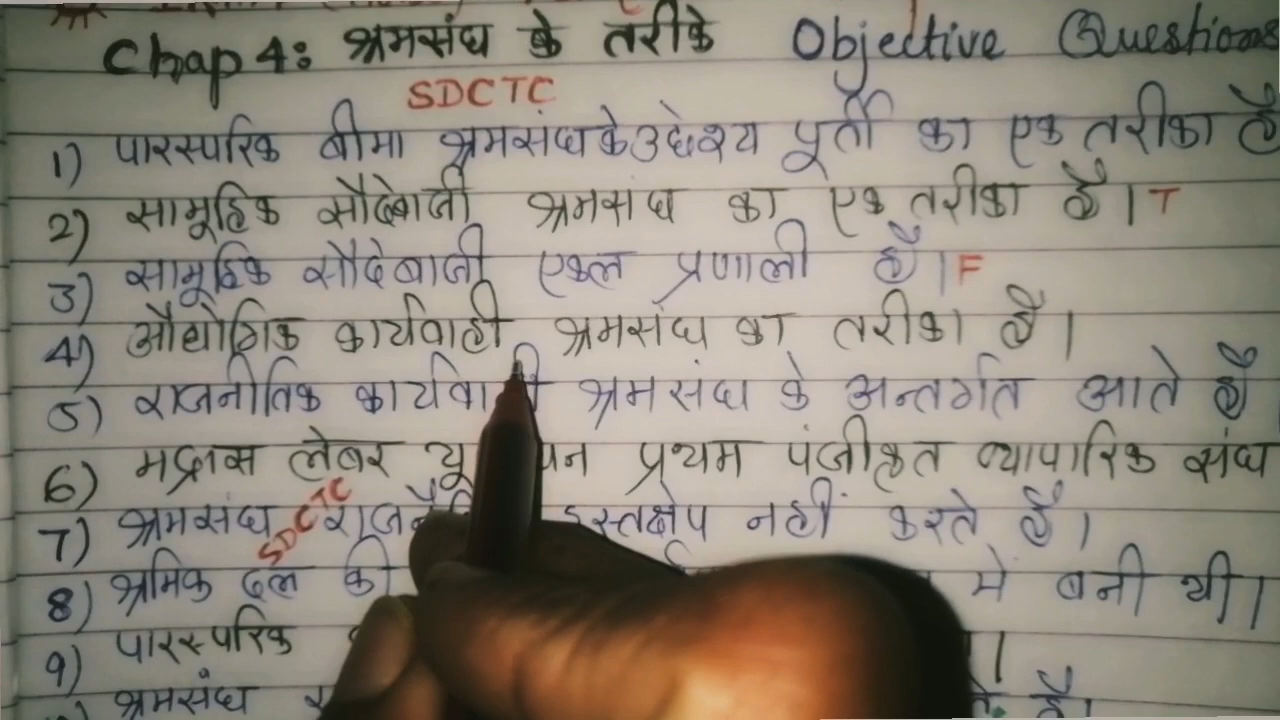 Chap 4: श्रमसंघ के तरीके Objective Questions
SDCTC
1) पारस्परिक बीमा श्रमसंघ के उद्देश्य पूर्ती का एक तरीका है
2) सामूहिक सौदेबाजी श्रमसंघ का एक तरीका है। T
3) सामूहिक सौदेबाजी एकल प्रणाली है। F
4) औद्योगिक कार्यवाही श्रमसंघ का तरीका है।
5) राजनीतिक श्रमसंघ के अन्तर्गत आते है
6) मद्रास लेबर प्रथम पंजीकृत व्यापारिक संघ
7) श्रमसंघ हस्तक्षेप नहीं करते है।
SDCTC
8) श्रमिक दल की में बनी थी।
9) पारस्परिक
श्रमसंघ है।